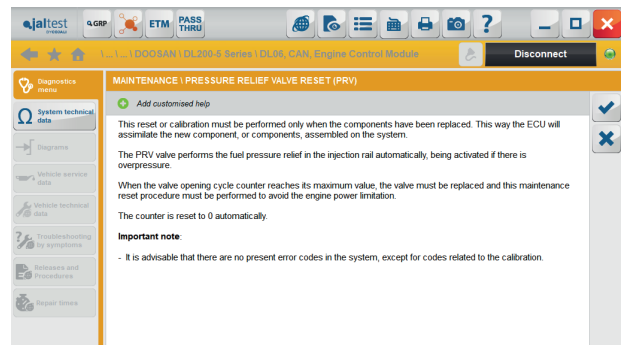 jaltest GRP ETM PASS THRU ?
\ ... \ ... \ DOOSAN \ DL200-5 Series \ DL06, CAN, Engine Control Module Disconnect
Diagnostics menu
MAINTENANCE \ PRESSURE RELIEF VALVE RESET (PRV)
System technical data
Diagrams
Vehicle service data
Vehicle technical data
Troubleshooting by symptoms
Releases and Procedures
Repair times
Add customised help
This reset or calibration must be performed only when the components have been replaced. This way the ECU will
assimilate the new component, or components, assembled on the system.
The PRV valve performs the fuel pressure relief in the injection rail automatically, being activated if there is
overpressure.
When the valve opening cycle counter reaches its maximum value, the valve must be replaced and this maintenance
reset procedure must be performed to avoid the engine power limitation.
The counter is reset to 0 automatically.
Important note:
- It is advisable that there are no present error codes in the system, except for codes related to the calibration.